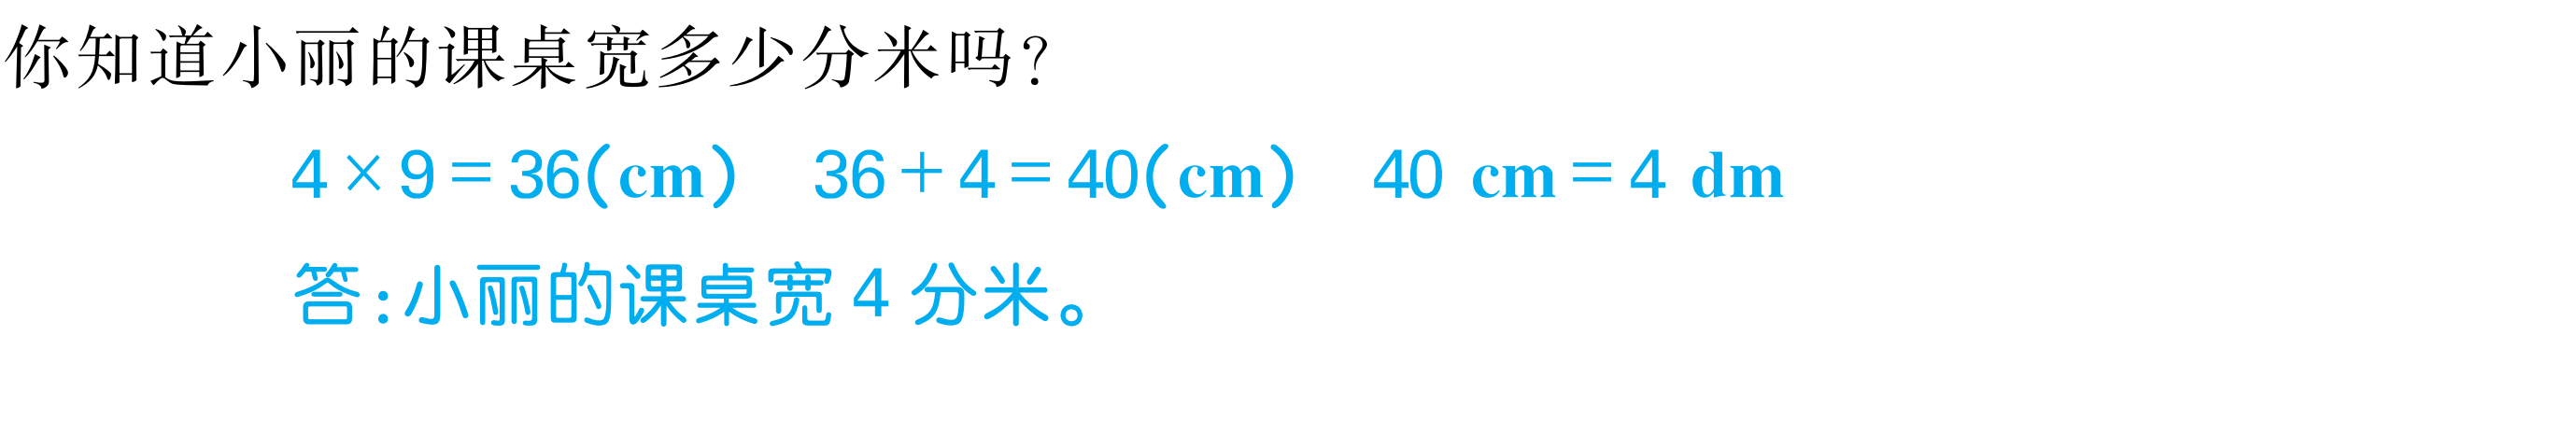 你知道小丽的课桌宽多少分米吗?
4×9=36(cm) 36+4=40(cm) 40 cm=4 dm
答:小丽的课桌宽4分米。